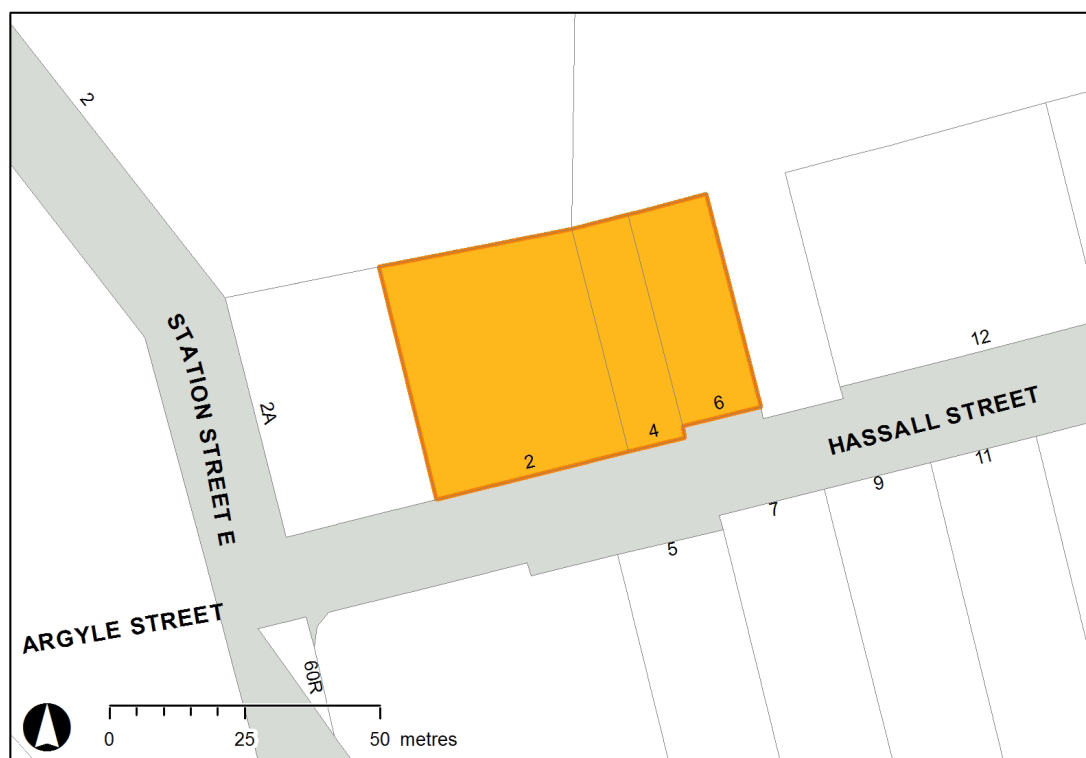 2
STATION STREET E
2A
2
4
6
12
HASSALL STREET
11
9
7
5
ARGYLE STREET
60R
0 25 50 metres